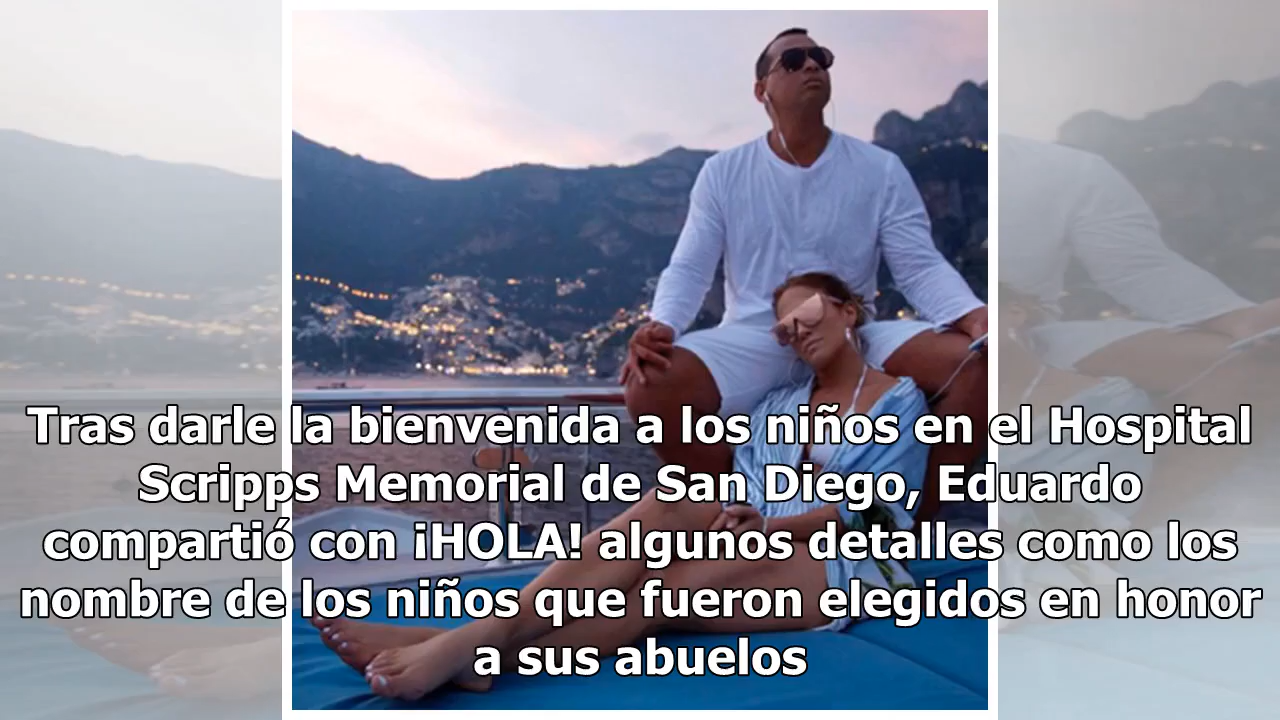 Tras darle la bienvenida a los niños en el Hospital
Scripps Memorial de San Diego, Eduardo
compartió con ¡HOLA! algunos detalles como los
nombre de los niños que fueron elegidos en honor
a sus abuelos